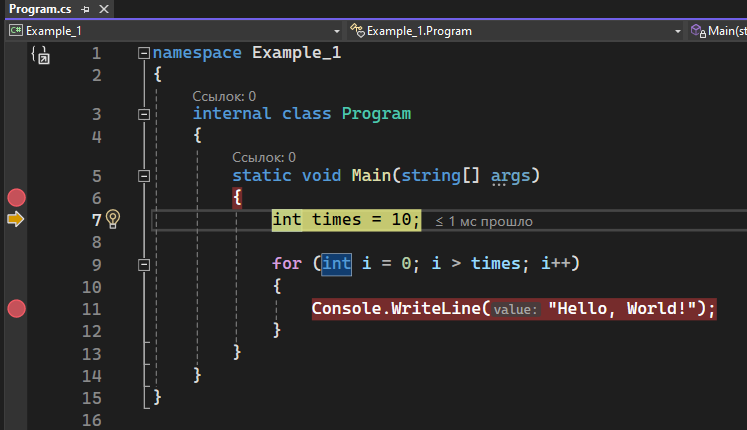 Program.cs
Example_1 Example_1.Program Main(st
1 namespace Example_1
2 {
Ссылок: 0
3 internal class Program
4 {
Ссылок: 0
5 static void Main(string[] args)
6 {
7 int times = 10; ≤ 1 мс прошло
8
9 for (int i = 0; i > times; i++)
10 {
11 Console.WriteLine(value: "Hello, World!");
12 }
13 }
14 }
15 }
16